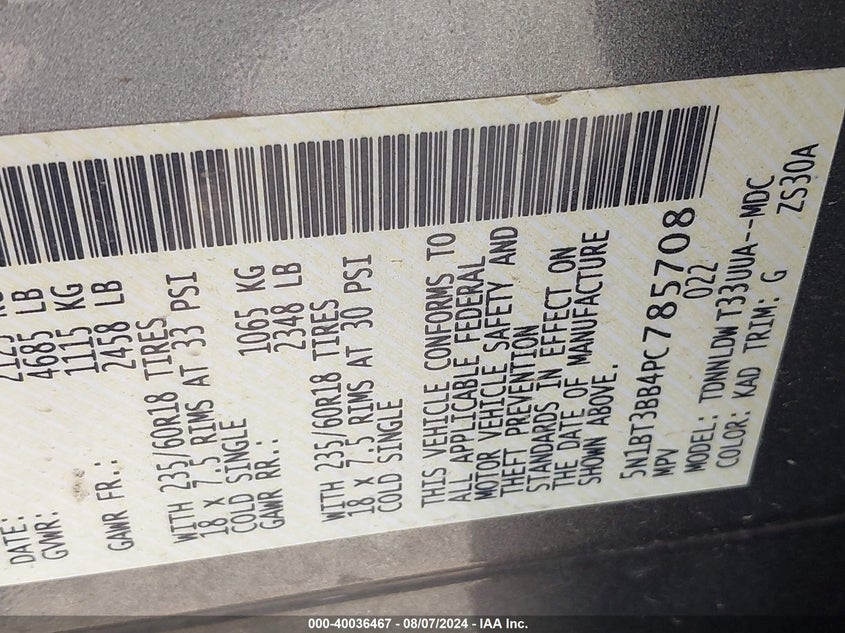 DATE:
GVWR: 4685 LB
1115 KG
GAWR FR.: 2458 LB
WITH 235/60R18 TIRES
18 x 7.5 RIMS AT 33 PSI
COLD SINGLE
1065 KG
GAWR RR.: 2348 LB
WITH 235/60R18 TIRES
18 x 7.5 RIMS AT 30 PSI
COLD SINGLE
THIS VEHICLE CONFORMS TO
ALL APPLICABLE FEDERAL
MOTOR VEHICLE SAFETY AND
THEFT PREVENTION
STANDARDS IN EFFECT ON
THE DATE OF MANUFACTURE
SHOWN ABOVE.
5N1BT3BB4PC785708
MPV 022
MODEL: TDNNLDW T33UUA--MDC
COLOR: KAD TRIM: G ZS30A
000-40036467 - 08/07/2024 - IAA Inc.